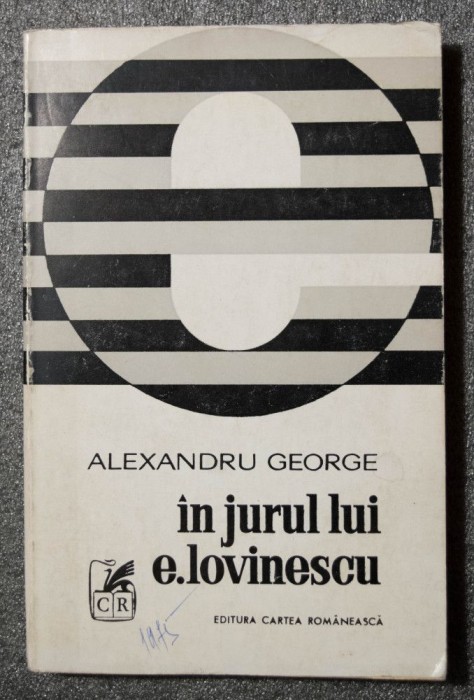 ALEXANDRU GEORGE
în jurul lui
e.lovinescu
CR
EDITURA CARTEA ROMÂNEASCĂ
1975